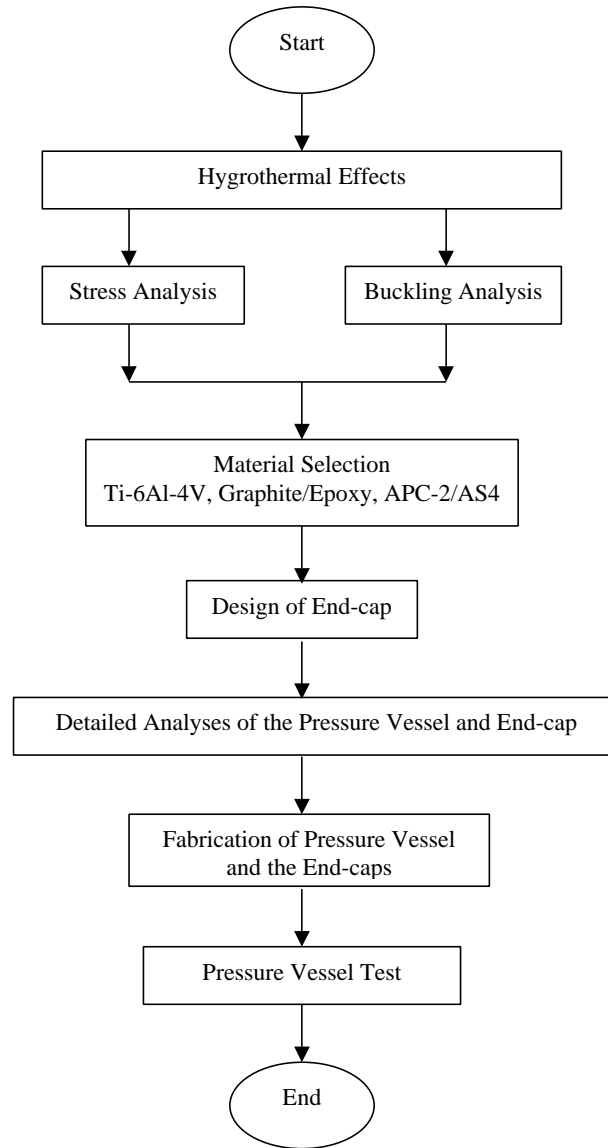 Start
Hygrothermal Effects
Stress Analysis
Buckling Analysis
Material Selection
Ti-6Al-4V, Graphite/Epoxy, APC-2/AS4
Design of End-cap
Detailed Analyses of the Pressure Vessel and End-cap
Fabrication of Pressure Vessel
and the End-caps
Pressure Vessel Test
End